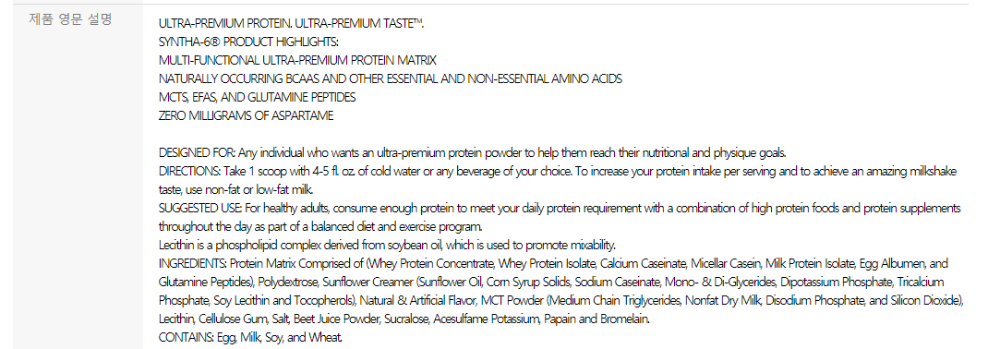 제품 영문 설명
ULTRA-PREMIUM PROTEIN. ULTRA-PREMIUM TASTE™.
SYNTHA-6® PRODUCT HIGHLIGHTS:
MULTI-FUNCTIONAL ULTRA-PREMIUM PROTEIN MATRIX
NATURALLY OCCURRING BCAAS AND OTHER ESSENTIAL AND NON-ESSENTIAL AMINO ACIDS
MCTS, EFAS, AND GLUTAMINE PEPTIDES
ZERO MILLIGRAMS OF ASPARTAME
DESIGNED FOR: Any individual who wants an ultra-premium protein powder to help them reach their nutritional and physique goals.
DIRECTIONS: Take 1 scoop with 4-5 fl. oz. of cold water or any beverage of your choice. To increase your protein intake per serving and to achieve an amazing milkshake
taste, use non-fat or low-fat milk.
SUGGESTED USE: For healthy adults, consume enough protein to meet your daily protein requirement with a combination of high protein foods and protein supplements
throughout the day as part of a balanced diet and exercise program.
Lecithin is a phospholipid complex derived from soybean oil, which is used to promote mixability.
INGREDIENTS: Protein Matrix Comprised of (Whey Protein Concentrate, Whey Protein Isolate, Calcium Caseinate, Micellar Casein, Milk Protein Isolate, Egg Albumen, and
Glutamine Peptides), Polydextrose, Sunflower Creamer (Sunflower Oil, Corn Syrup Solids, Sodium Caseinate, Mono- & Di-Glycerides, Dipotassium Phosphate, Tricalcium
Phosphate, Soy Lecithin and Tocopherols), Natural & Artificial Flavor, MCT Powder (Medium Chain Triglycerides, Nonfat Dry Milk, Disodium Phosphate, and Silicon Dioxide),
Lecithin, Cellulose Gum, Salt, Beet Juice Powder, Sucralose, Acesulfame Potassium, Papain and Bromelain.
CONTAINS: Egg, Milk, Soy, and Wheat.